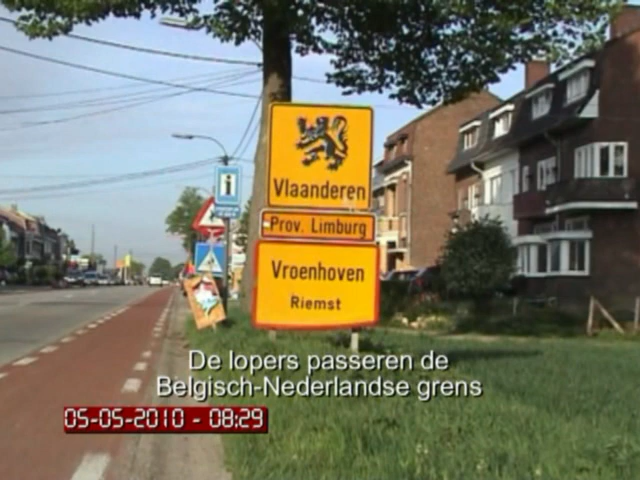 Vlaanderen
Prov. Limburg
Vroenhoven
Riemst
De lopers passeren de
Belgisch-Nederlandse grens
05-05-2010 - 08:29